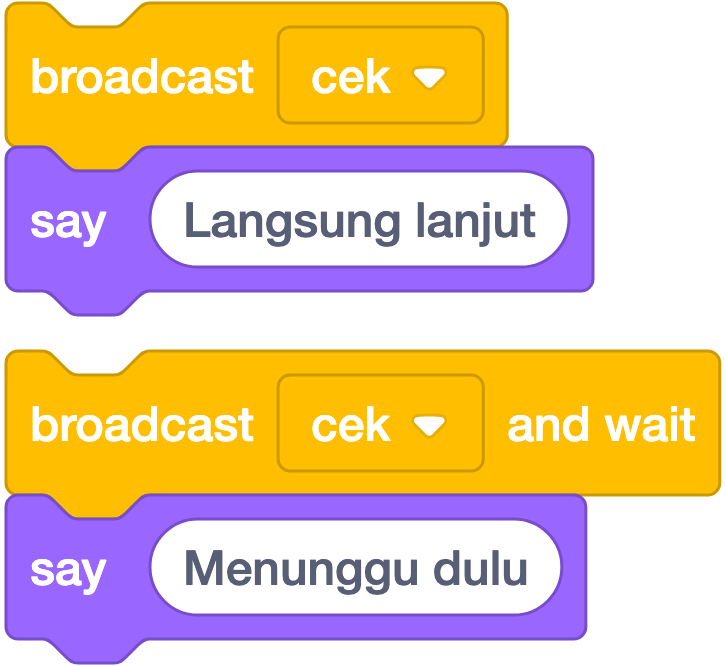 broadcast cek
say Langsung lanjut
broadcast cek and wait
say Menunggu dulu